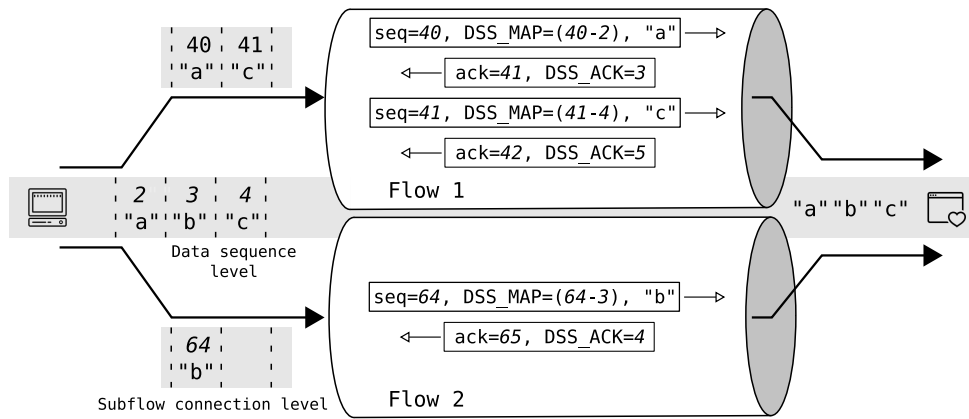 40 41
"a" "c"
seq=40, DSS_MAP=(40-2), "a"
ack=41, DSS_ACK=3
seq=41, DSS_MAP=(41-4), "c"
ack=42, DSS_ACK=5
Flow 1
2 3 4
"a" "b" "c"
Data sequence
level
"a" "b" "c"
seq=64, DSS_MAP=(64-3), "b"
ack=65, DSS_ACK=4
Flow 2
64
"b"
Subflow connection level